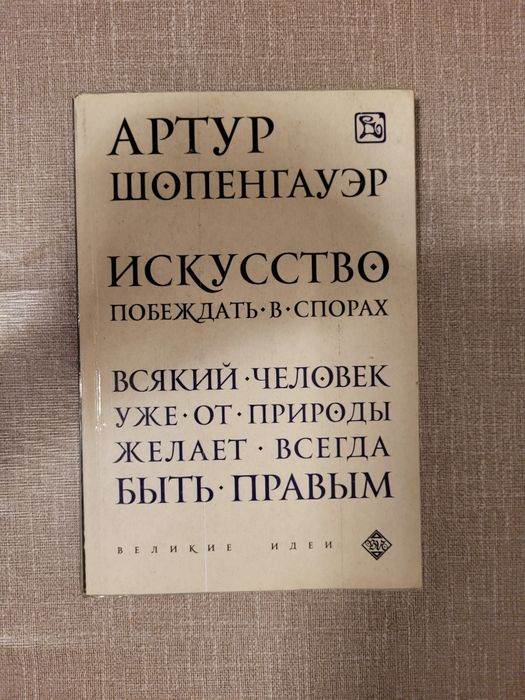 АРТУР
ШОПЕНГАУЭР
ИСКУССТВО
ПОБЕЖДАТЬ·В·СПОРАХ
ВСЯКИЙ·ЧЕЛОВЕК
УЖЕ·ОТ·ПРИРОДЫ
ЖЕЛАЕТ·ВСЕГДА
БЫТЬ·ПРАВЫМ
ВЕЛИКИЕ ИДЕИ